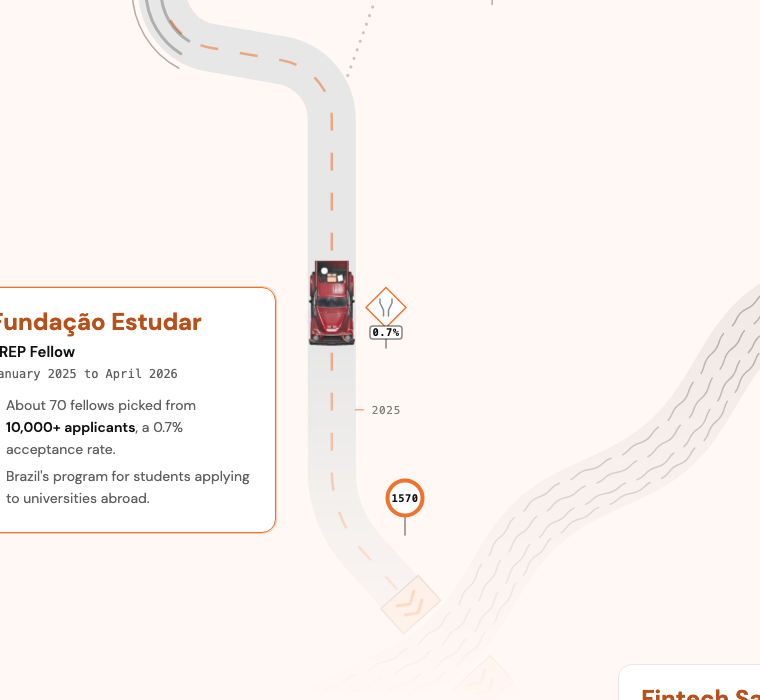 Fundação Estudar
REP Fellow
anuary 2025 to April 2026
About 70 fellows picked from
10,000+ applicants, a 0.7%
acceptance rate.
Brazil's program for students applying
to universities abroad.
0.7%
2025
1570
Fintech Sa